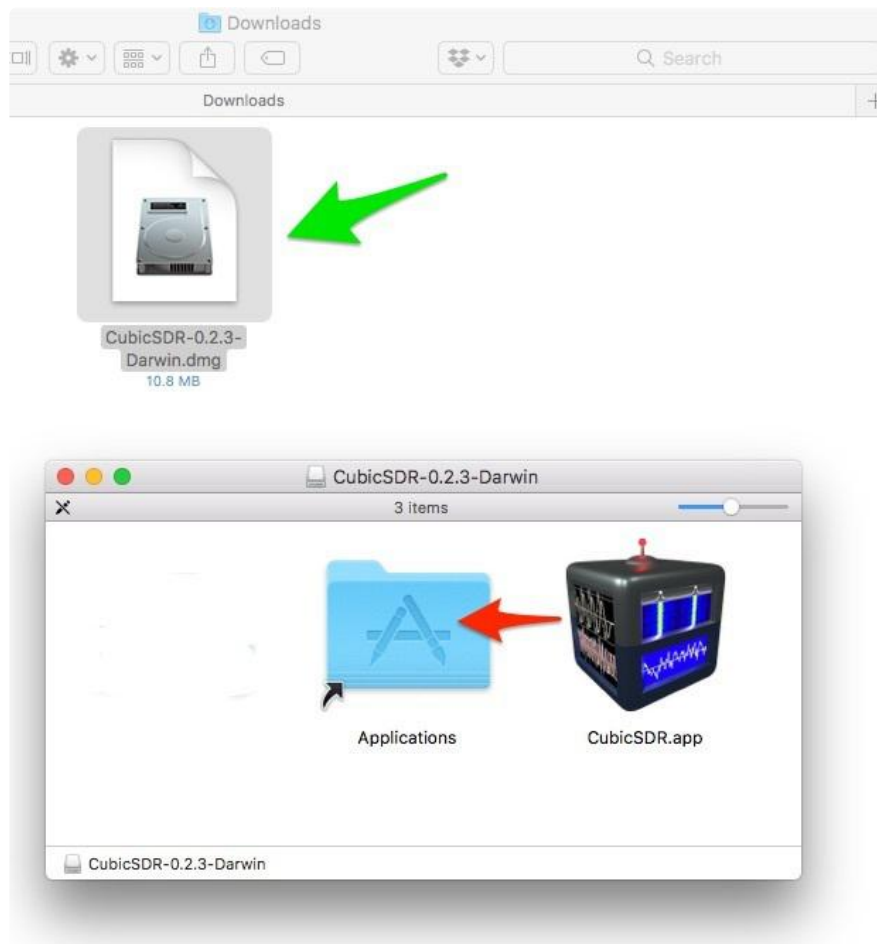 Downloads
Search
Downloads
CubicSDR-0.2.3-
Darwin.dmg
10.8 MB
CubicSDR-0.2.3-Darwin
3 items
Applications
CubicSDR.app
CubicSDR-0.2.3-Darwin